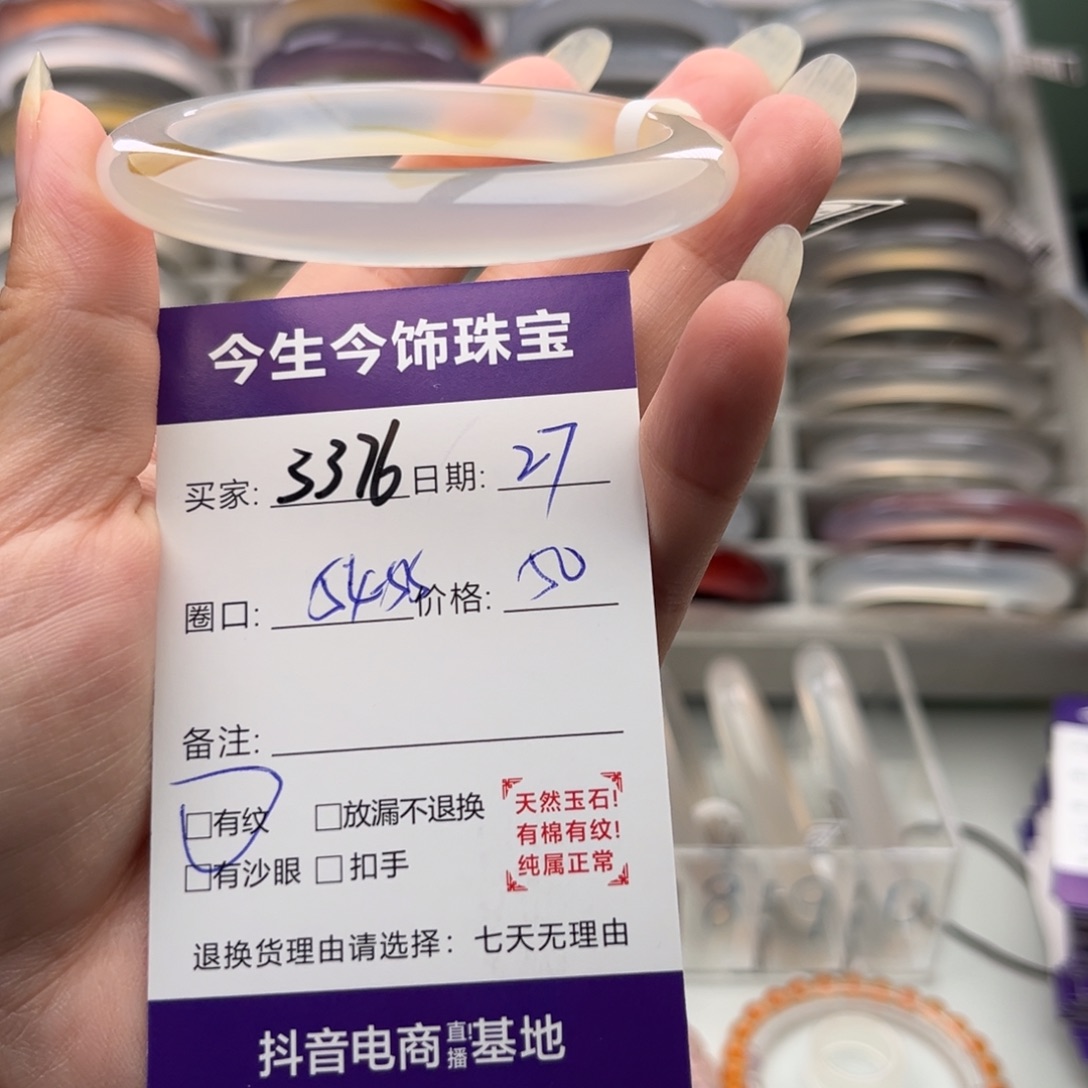 今生今饰珠宝
买家: 3376 日期: 27
圈口: 54-55 价格: 50
备注:
□有纹 □放漏不退换
□有沙眼 □扣手
天然玉石!
有棉有纹!
纯属正常
退换货理由请选择：七天无理由
抖音电商直播!基地